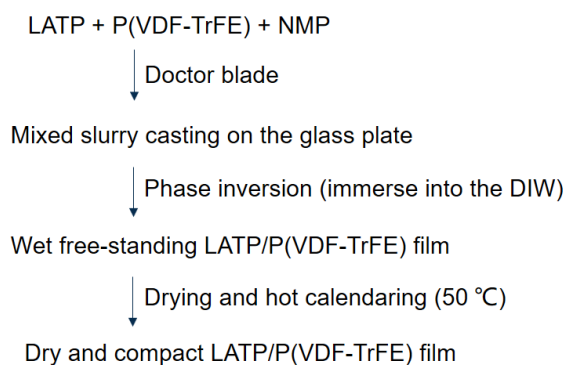 LATP + P(VDF-TrFE) + NMP
Doctor blade
Mixed slurry casting on the glass plate
Phase inversion (immerse into the DIW)
Wet free-standing LATP/P(VDF-TrFE) film
Drying and hot calendaring (50 ℃)
Dry and compact LATP/P(VDF-TrFE) film